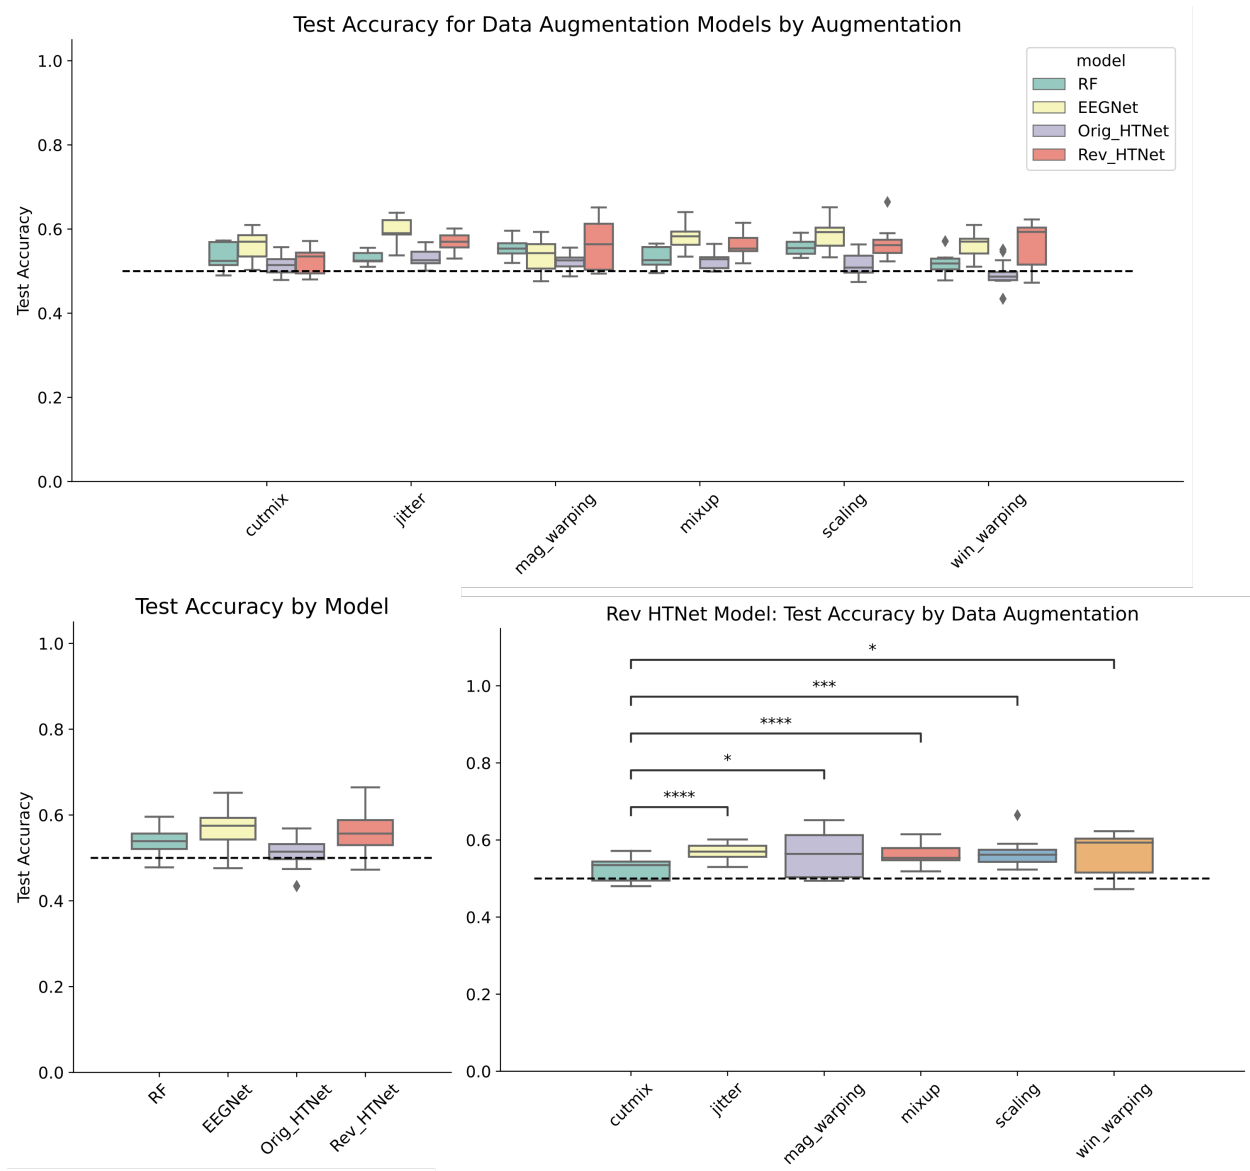 Test Accuracy for Data Augmentation Models by Augmentation
Test Accuracy
1.0
0.8
0.6
0.4
0.2
0.0
model
RF
EEGNet
Orig_HTNet
Rev_HTNet
cutmix
jitter
mag_warping
mixup
scaling
win_warping
Test Accuracy by Model
Test Accuracy
1.0
0.8
0.6
0.4
0.2
0.0
RF
EEGNet
Orig_HTNet
Rev_HTNet
Rev HTNet Model: Test Accuracy by Data Augmentation
1.0
0.8
0.6
0.4
0.2
0.0
*
***
****
*
****
cutmix
jitter
mag_warping
mixup
scaling
win_warping